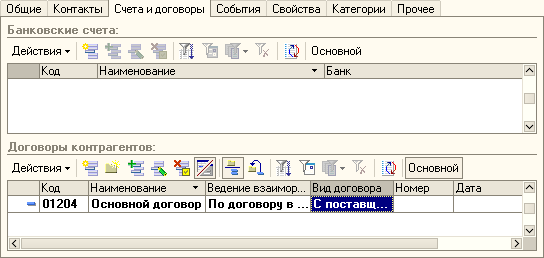 Общие Контакты Счета и договоры События Свойства Категории Прочее
Банковские счета:
Действия Основной
Код Наименование Банк
Договоры контрагентов:
Действия Основной
Код Наименование Ведение взаимор... Вид договора Номер Дата
01204 Основной договор По договору в ... С поставщ...